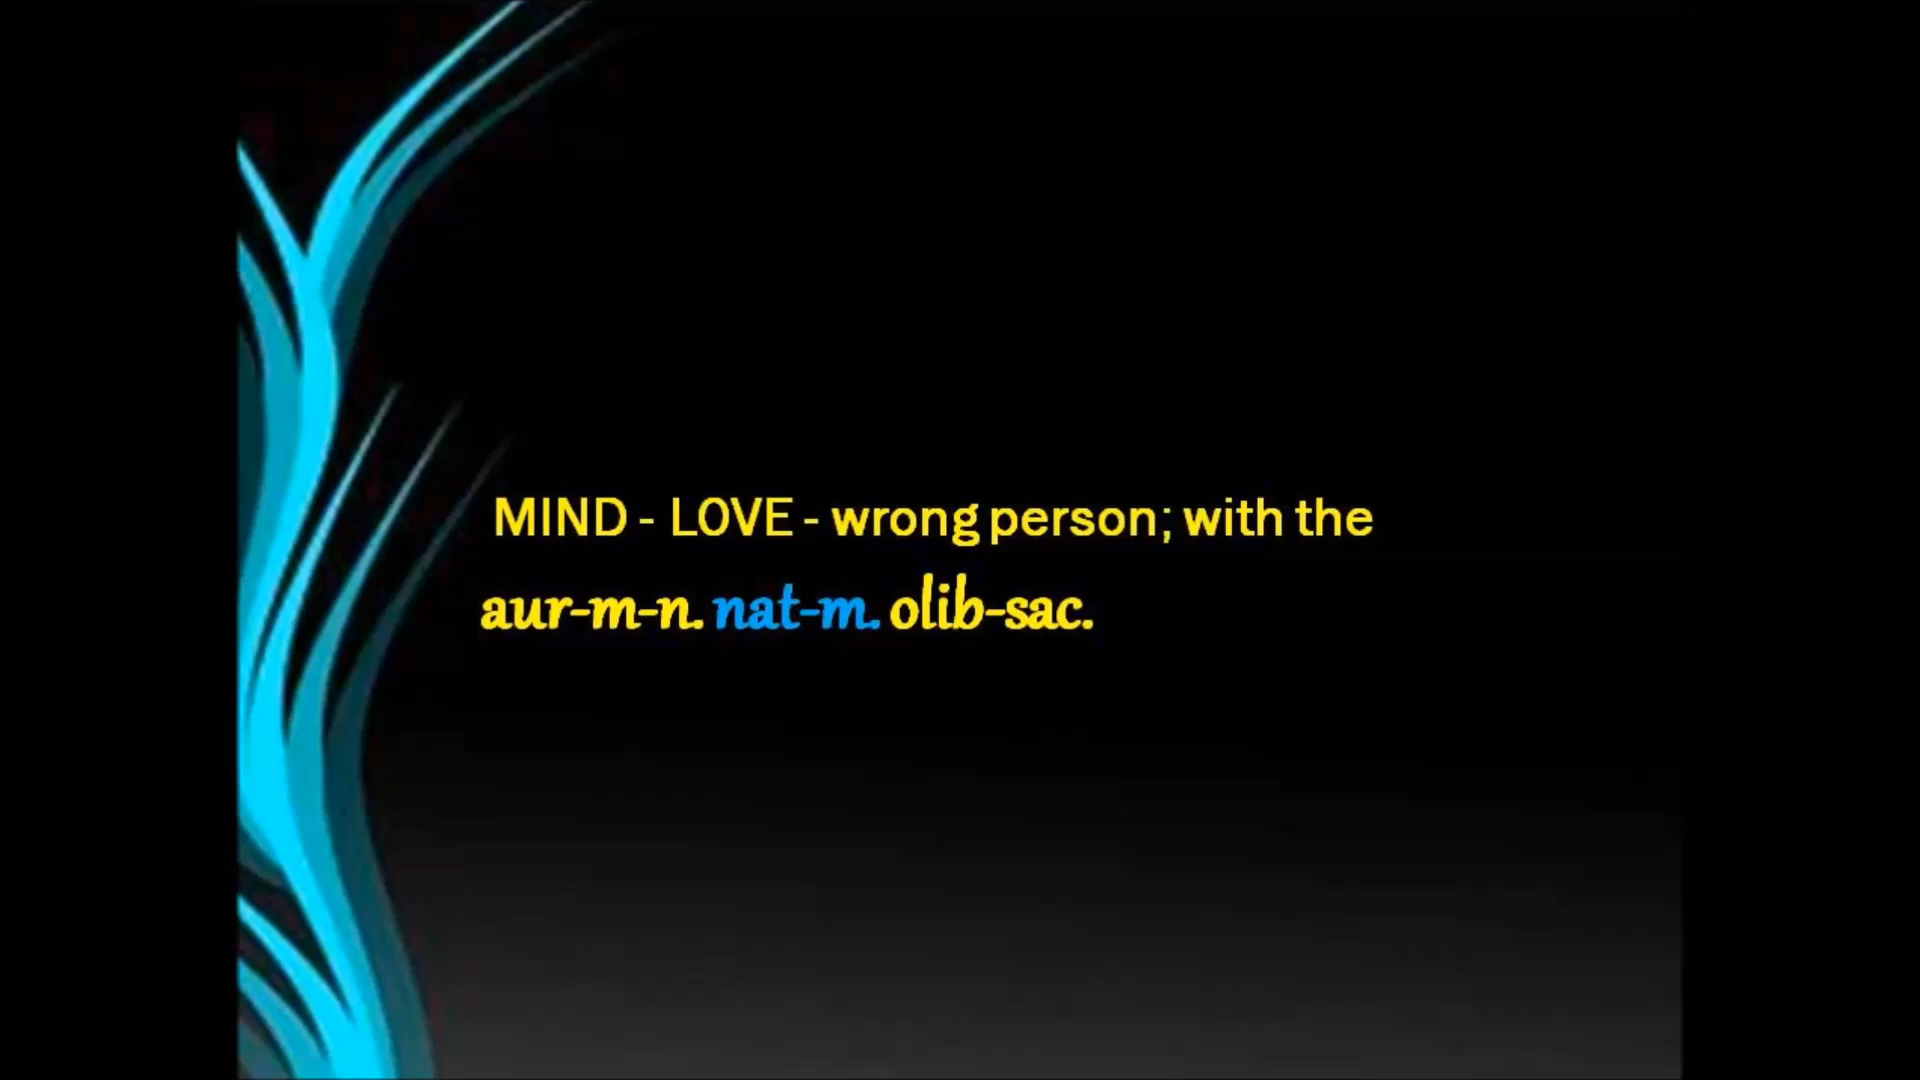 MIND - LOVE - wrong person; with the
aur-m-n. nat-m. olib-sac.